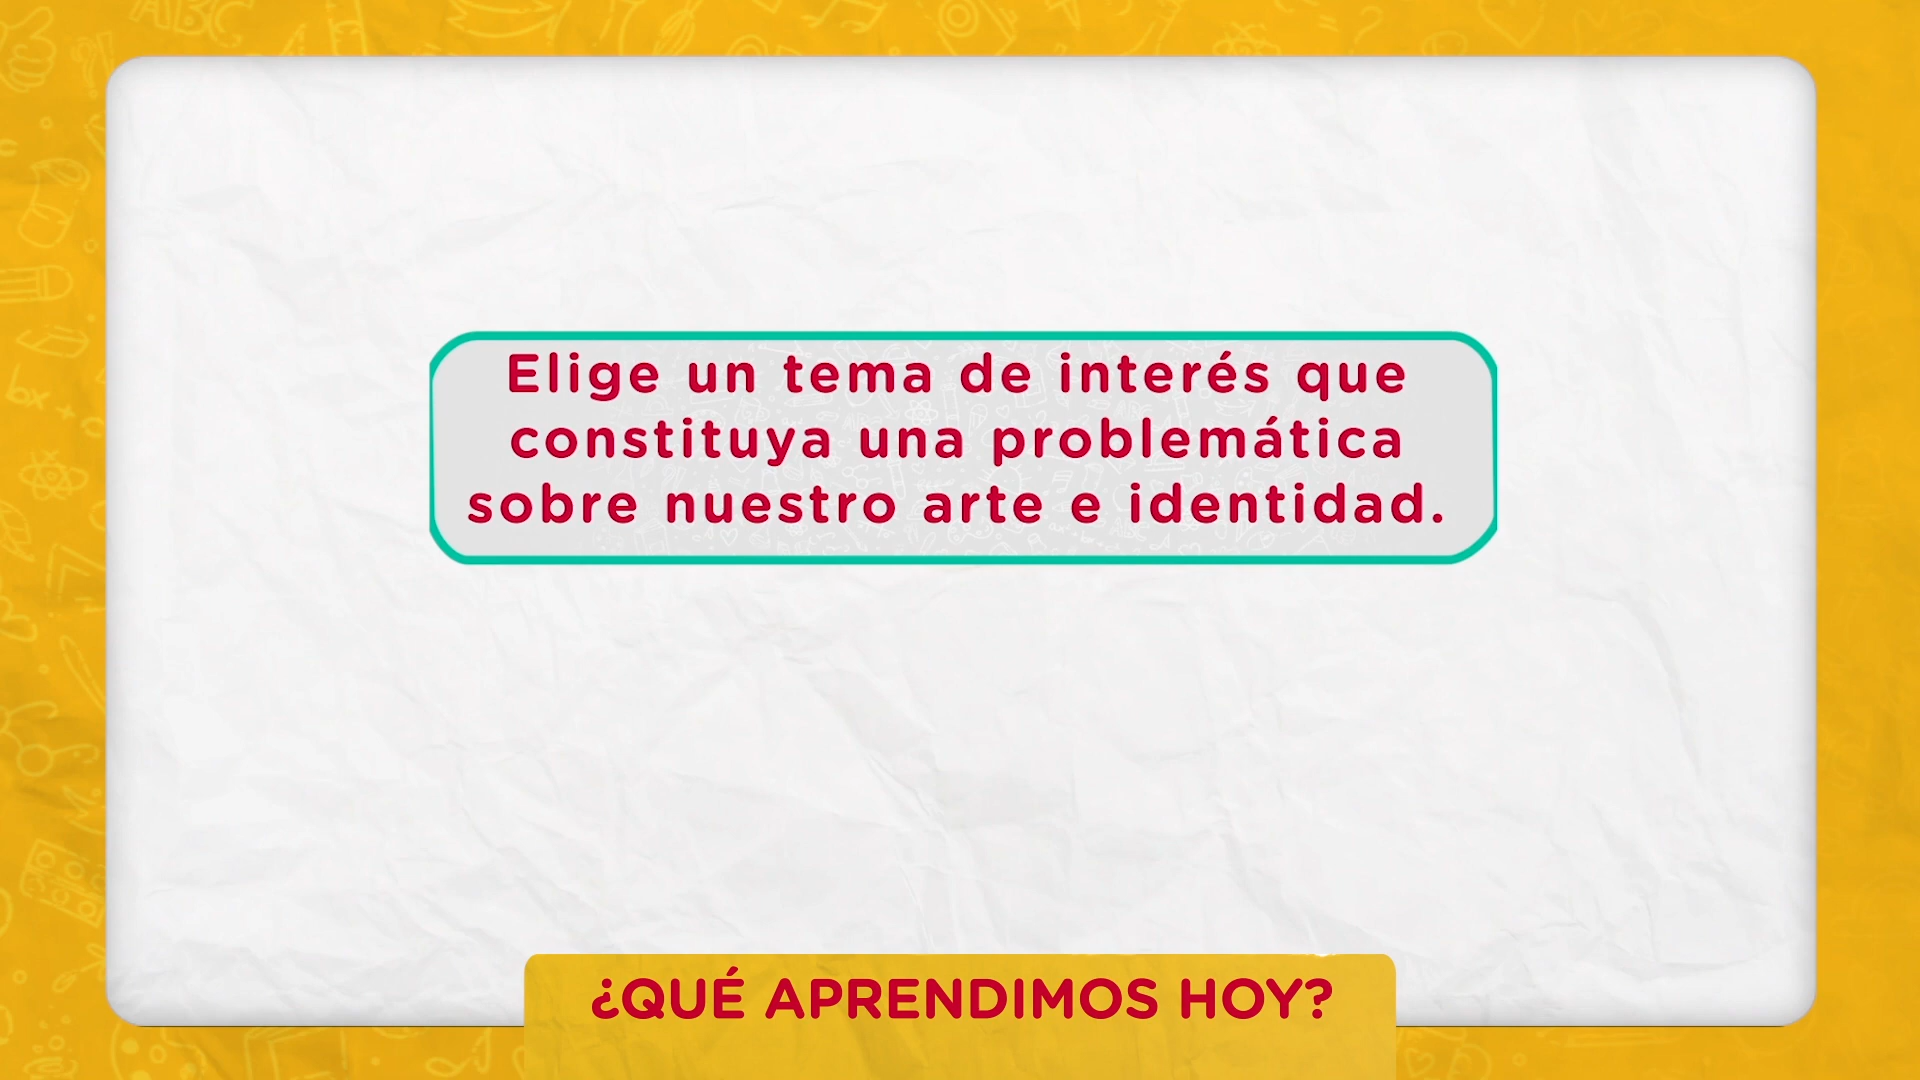 Elige un tema de interés que
constituya una problemática
sobre nuestro arte e identidad.
¿QUÉ APRENDIMOS HOY?